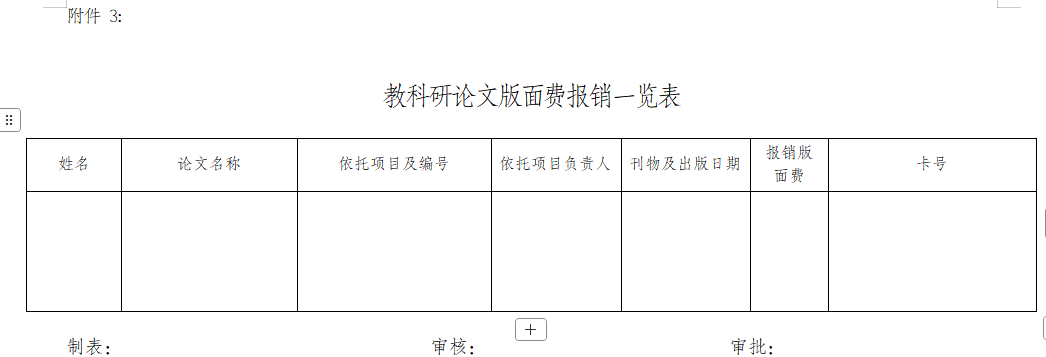 附件 3:
教科研论文版面费报销一览表
姓名 论文名称 依托项目及编号 依托项目负责人 刊物及出版日期 报销版面费 卡号
制表: 审核: 审批: